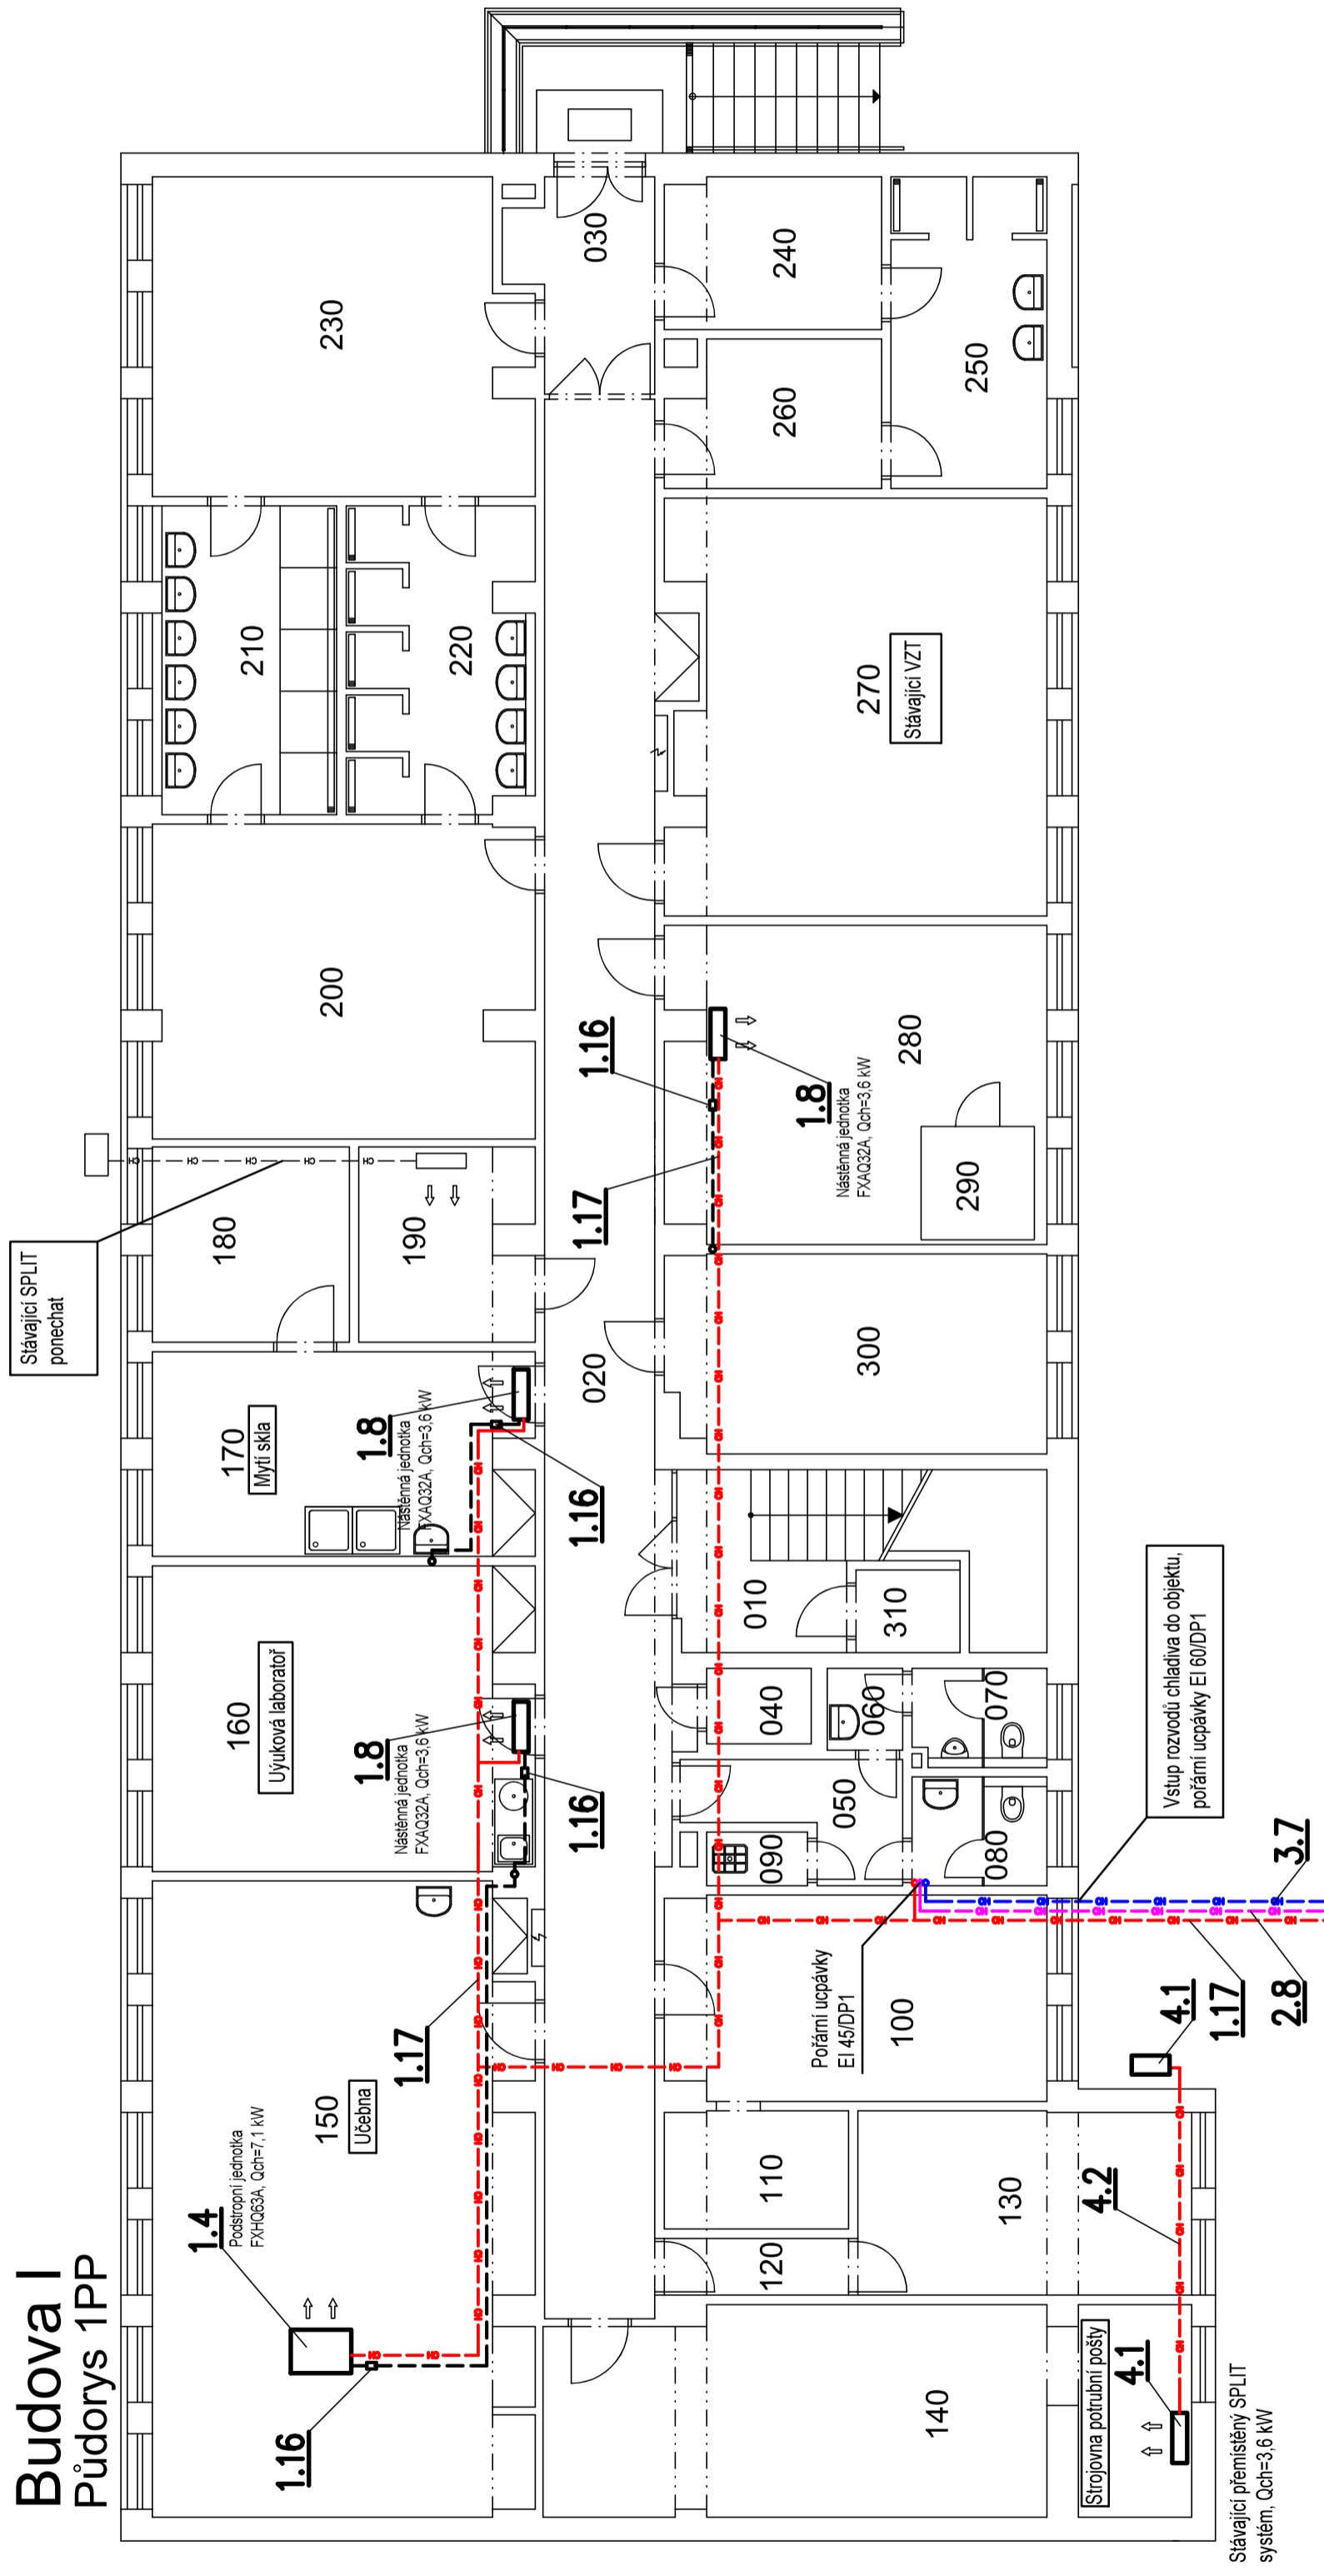 Budova I
Půdorys 1PP
Stávající SPLIT
ponechat
1.16
1.4
Podstropní jednotka
FXHQ63A, Qch=7,1 kW
150
Učebna
1.17
160
Uýuková laboratoř
1.8
Nástěnná jednotka
FXAQ32A, Qch=3,6 kW
1.16
170
Mytí skla
1.8
Nástěnná jednotka
FXAQ32A, Qch=3,6 kW
1.16
180
190
200
210
220
230
020
030
1.17
1.16
1.8
Nástěnná jednotka
FXAQ32A, Qch=3,6 kW
140
120
110
130
100
Pořární ucpávky
EI 45/DP1
090
050
080
040
060
070
010
310
300
290
280
270
Stávající VZT
260
240
250
Strojovna potrubní pošty
4.1
4.2
4.1
1.17
2.8
3.7
Stávající přemístěný SPLIT
systém, Qch=3,6 kW
Vstup rozvodů chladiva do objektu,
pořární ucpávky EI 60/DP1